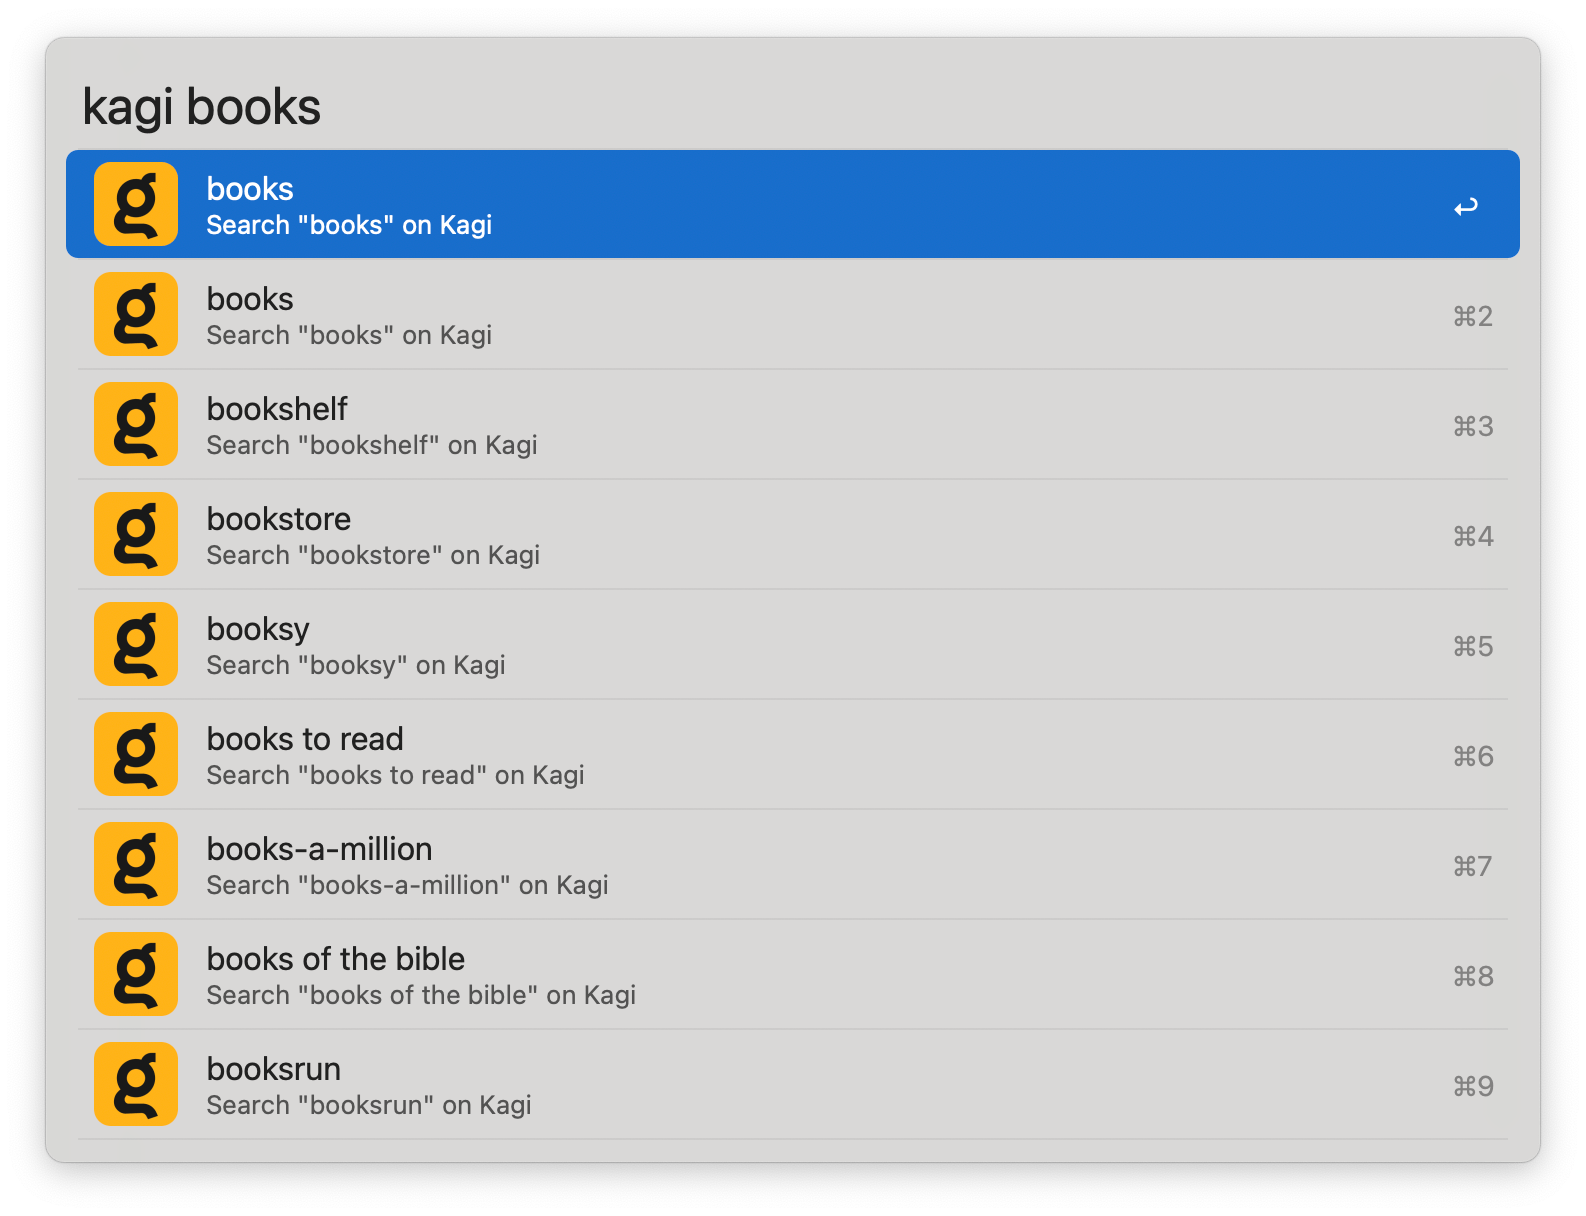 kagi books
books
Search "books" on Kagi
↩
books
Search "books" on Kagi
⌘2
bookshelf
Search "bookshelf" on Kagi
⌘3
bookstore
Search "bookstore" on Kagi
⌘4
booksy
Search "booksy" on Kagi
⌘5
books to read
Search "books to read" on Kagi
⌘6
books-a-million
Search "books-a-million" on Kagi
⌘7
books of the bible
Search "books of the bible" on Kagi
⌘8
booksrun
Search "booksrun" on Kagi
⌘9